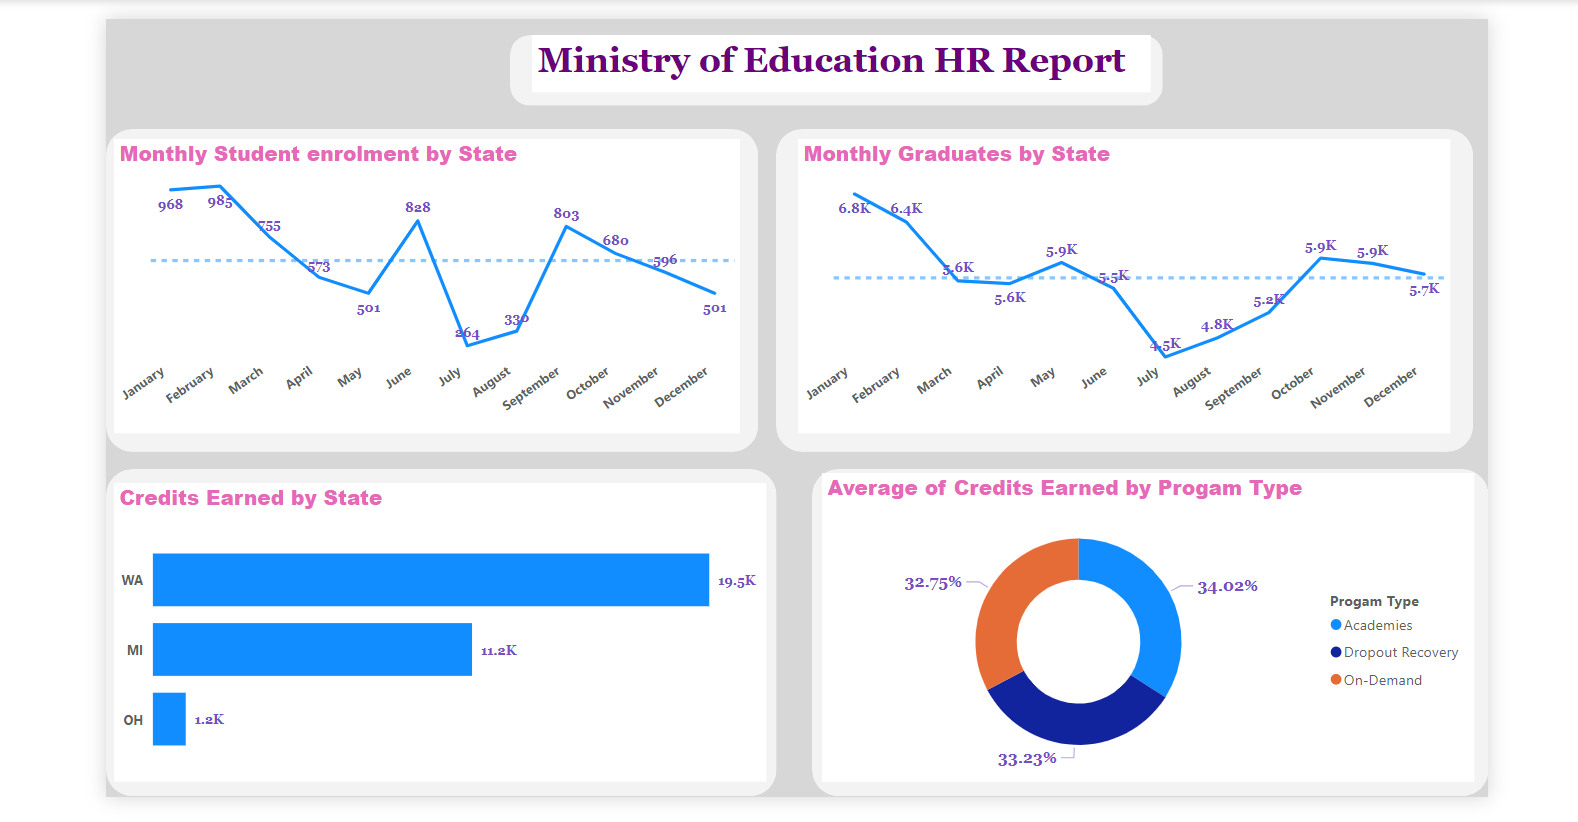 Ministry of Education HR Report
Monthly Student enrolment by State
968
985
755
573
501
828
264
330
803
680
596
501
January
February
March
April
May
June
July
August
September
October
November
December
Monthly Graduates by State
6.8K
6.4K
5.6K
5.6K
5.9K
5.5K
4.5K
4.8K
5.2K
5.9K
5.9K
5.7K
January
February
March
April
May
June
July
August
September
October
November
December
Credits Earned by State
WA
19.5K
MI
11.2K
OH
1.2K
Average of Credits Earned by Progam Type
32.75%
34.02%
33.23%
Progam Type
Academies
Dropout Recovery
On-Demand